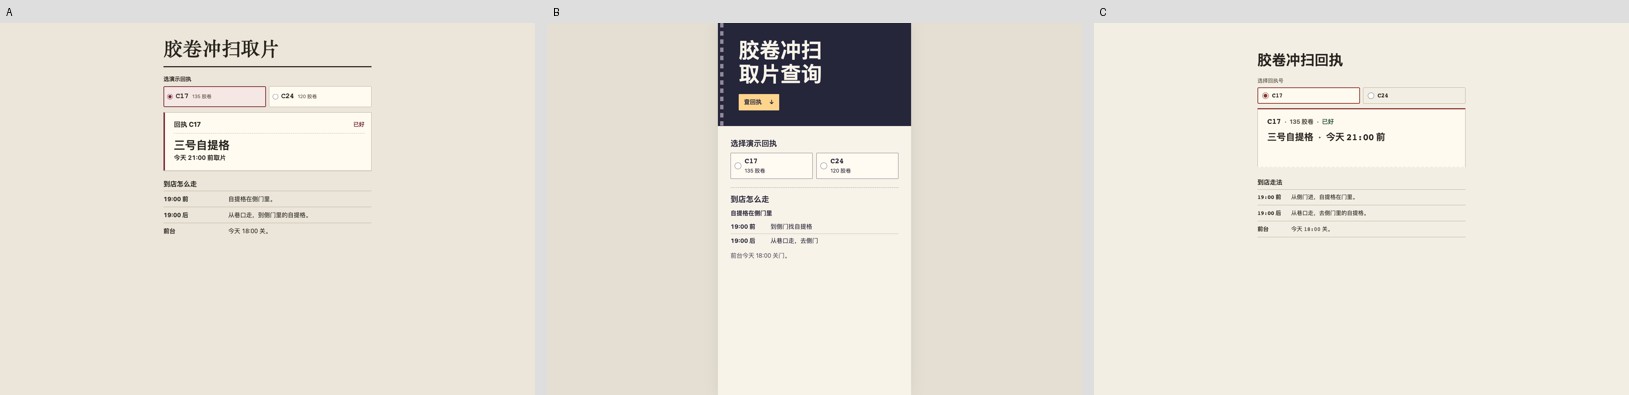 A
胶卷冲扫取片
选演示回执
C17 135 胶卷
C24 120 胶卷
回执 C17
已好
三号自提格
今天 21:00 前取片
到店怎么走
19:00 前 自提格在侧门里。
19:00 后 从巷口走，到侧门里的自提格。
前台 今天 18:00 关。
B
胶卷冲扫
取片查询
查回执 ↓
选择演示回执
C17
135 胶卷
C24
120 胶卷
到店怎么走
自提格在侧门里
19:00 前 到侧门找自提格
19:00 后 从巷口走，去侧门
前台今天 18:00 关门。
C
胶卷冲扫回执
选择回执号
C17
C24
C17 · 135 胶卷 · 已好
三号自提格 · 今天 21:00 前
到店走法
19:00 前 从侧门进，自提格在门里。
19:00 后 从巷口走，去侧门里的自提格。
前台 今天 18:00 关。